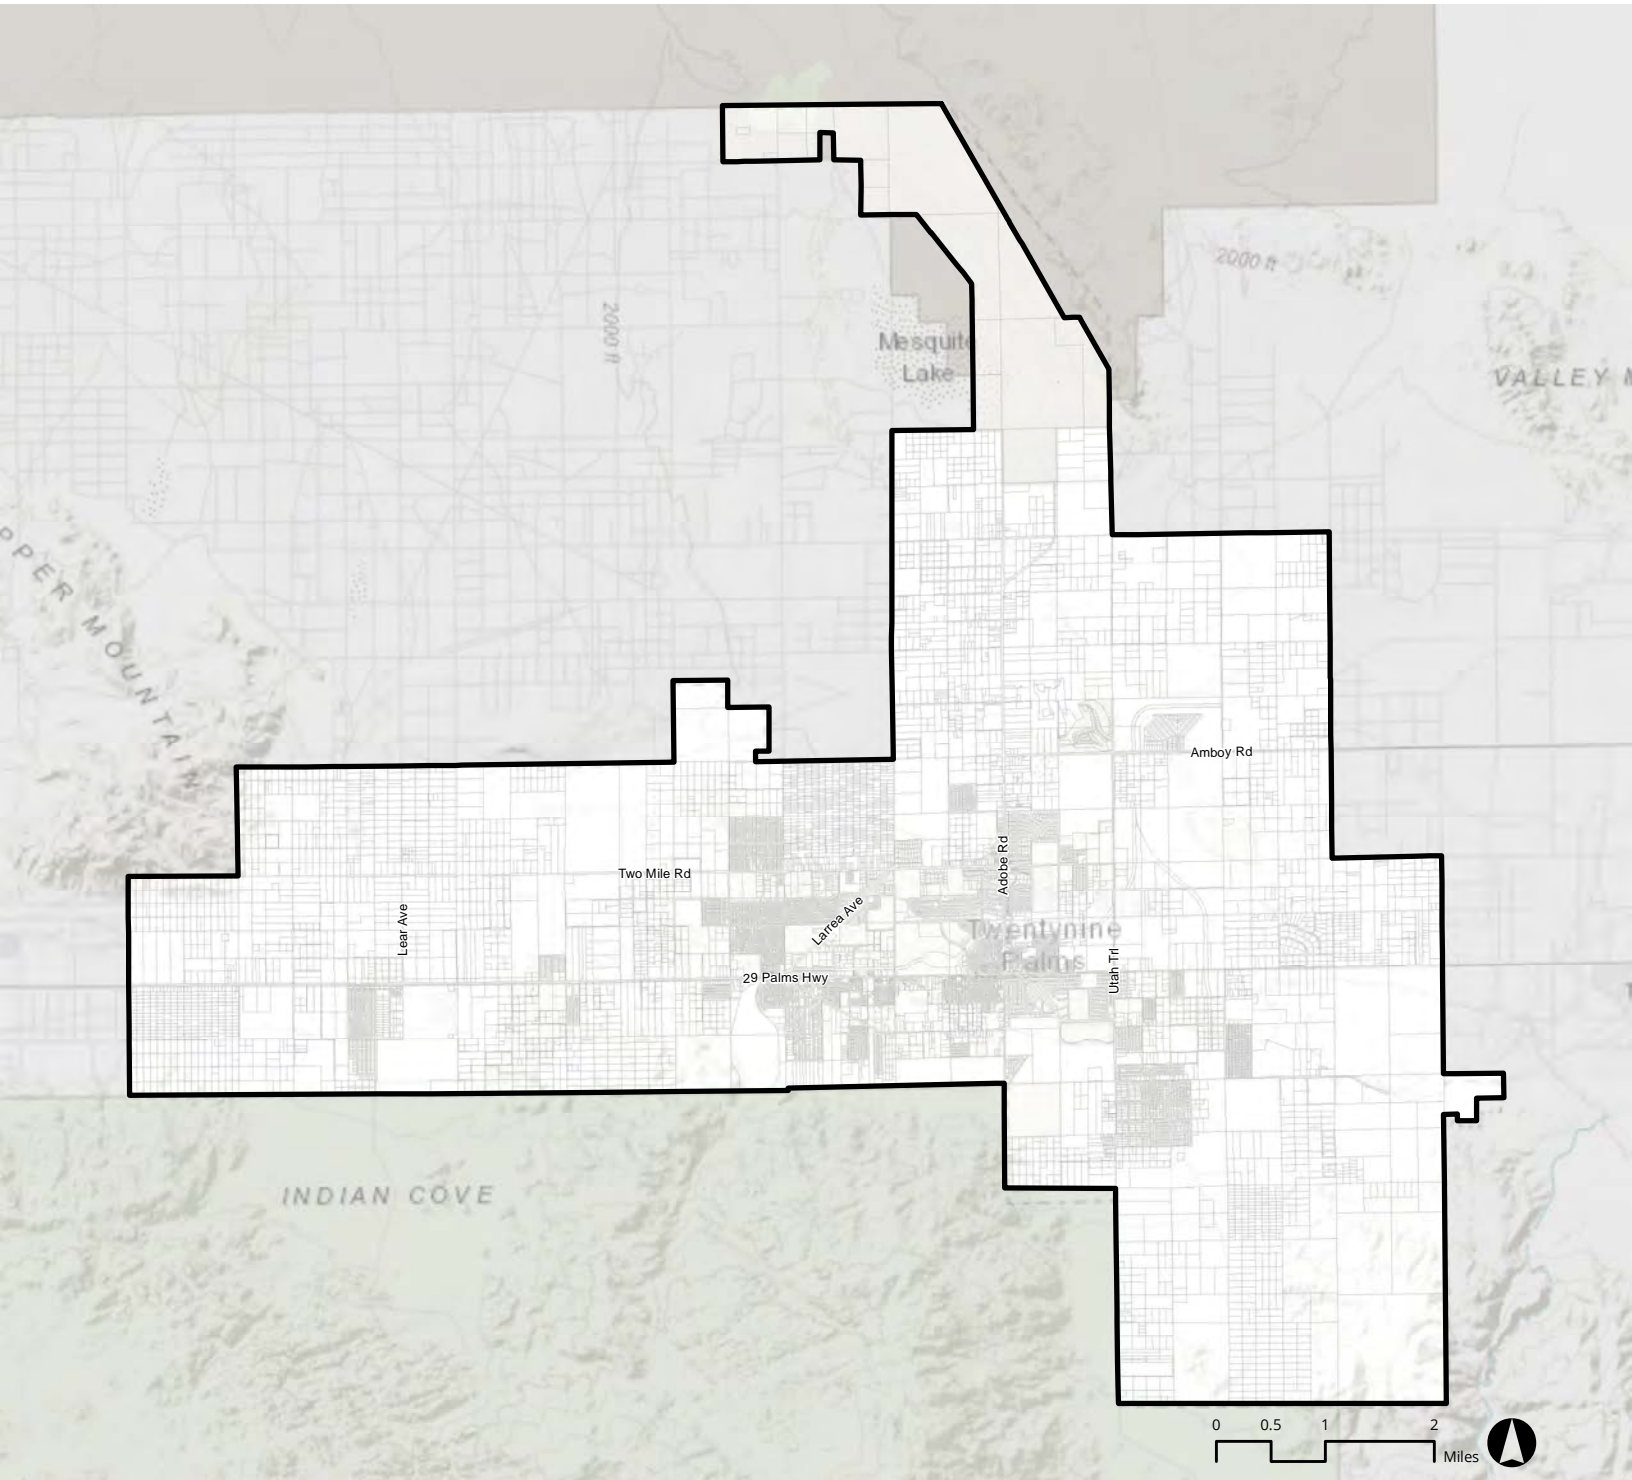 2000 ft
2000 ft
Mesquite
Lake
VALLEY M
PPER MOUNTAIN
Amboy Rd
Two Mile Rd
Adobe Rd
Larrea Ave
Lear Ave
Twentynine
Palms
Utah Trl
29 Palms Hwy
INDIAN COVE
0 0.5 1 2
Miles